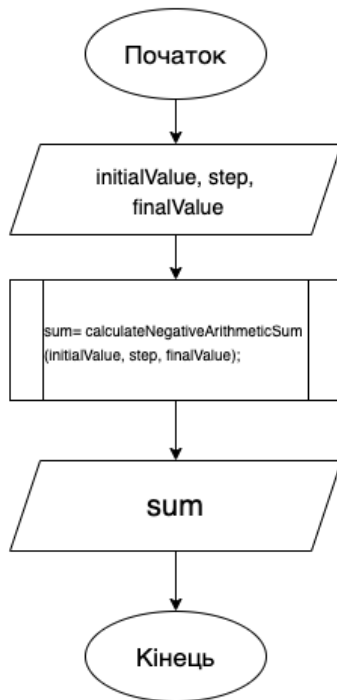 Початок
initialValue, step,
finalValue
sum= calculateNegativeArithmeticSum
(initialValue, step, finalValue);
sum
Кінець